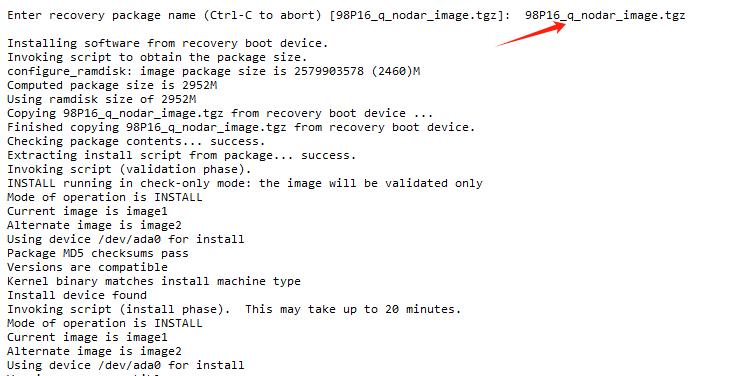 Enter recovery package name (Ctrl-C to abort) [98P16_q_nodar_image.tgz]:  98P16_q_nodar_image.tgz
Installing software from recovery boot device.
Invoking script to obtain the package size.
configure_ramdisk: image package size is 2579903578 (2460)M
Computed package size is 2952M
Using ramdisk size of 2952M
Copying 98P16_q_nodar_image.tgz from recovery boot device ...
Finished copying 98P16_q_nodar_image.tgz from recovery boot device.
Checking package contents... success.
Extracting install script from package... success.
Invoking script (validation phase).
INSTALL running in check-only mode: the image will be validated only
Mode of operation is INSTALL
Current image is image1
Alternate image is image2
Using device /dev/ada0 for install
Package MD5 checksums pass
Versions are compatible
Kernel binary matches install machine type
Install device found
Invoking script (install phase).  This may take up to 20 minutes.
Mode of operation is INSTALL
Current image is image1
Alternate image is image2
Using device /dev/ada0 for install